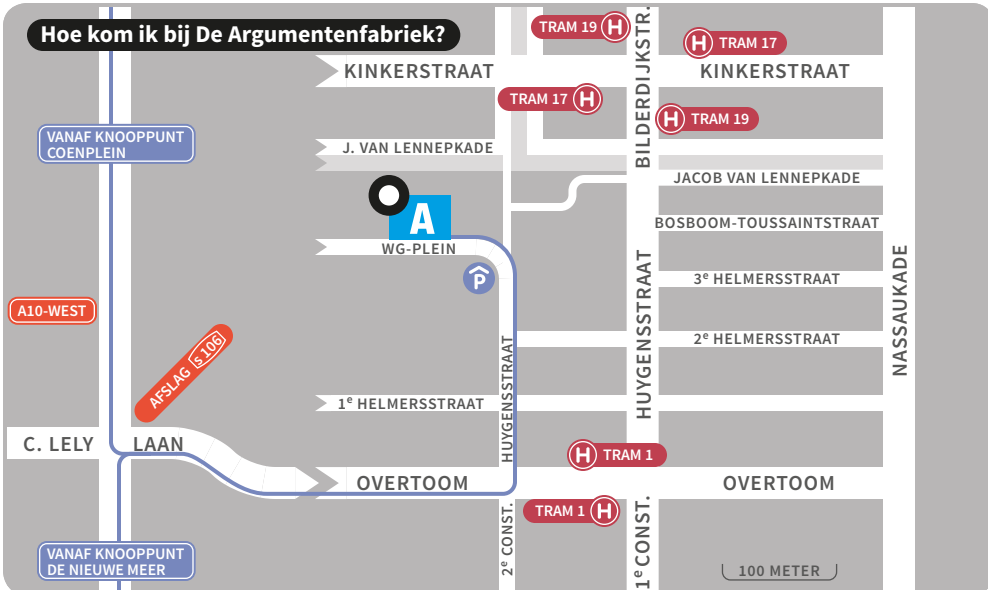 Hoe kom ik bij De Argumentenfabriek?
TRAM 19 H
BILDERDIJKSTR.
H TRAM 17
KINKERSTRAAT
KINKERSTRAAT
TRAM 17 H
H TRAM 19
VANAF KNOOPPUNT
COENPLEIN
J. VAN LENNEPKADE
JACOB VAN LENNEPKADE
A
BOSBOOM-TOUSSAINTSTRAAT
WG-PLEIN
P
3e HELMERSSTRAAT
NASSAUKADE
A10-WEST
AFSLAG s 106
HUYGENSSTRAAT
HUYGENSSTRAAT
2e HELMERSSTRAAT
1e HELMERSSTRAAT
C. LELY LAAN
H TRAM 1
OVERTOOM
OVERTOOM
TRAM 1 H
2e CONST.
1e CONST.
VANAF KNOOPPUNT
DE NIEUWE MEER
100 METER